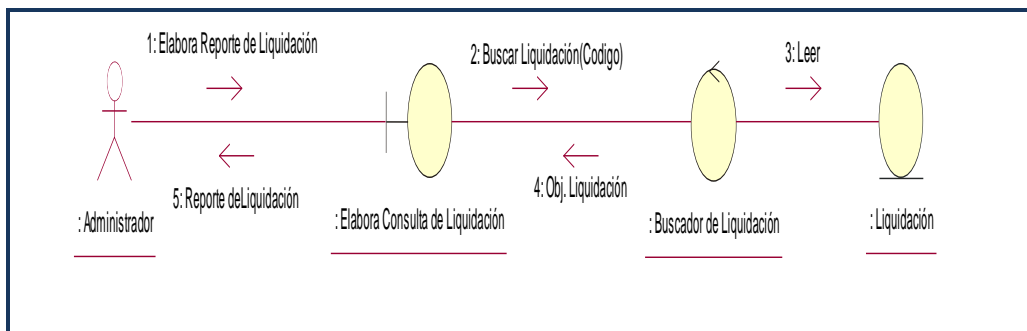 1: Elabora Reporte de Liquidación
2: Buscar Liquidación(Codigo)
3: Leer
5: Reporte deLiquidación
4: Obj. Liquidación
: Administrador
: Elabora Consulta de Liquidación
: Buscador de Liquidación
: Liquidación